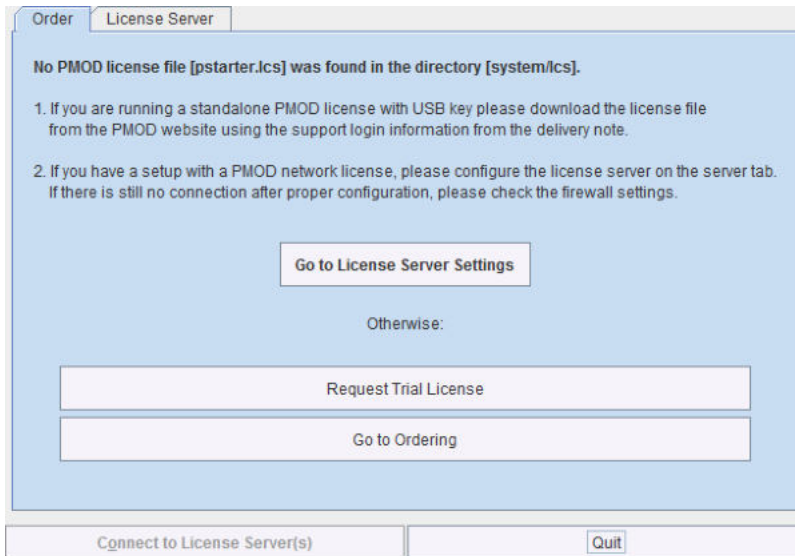 Order
License Server
No PMOD license file [pstarter.lcs] was found in the directory [system/lcs].
1. If you are running a standalone PMOD license with USB key please download the license file
from the PMOD website using the support login information from the delivery note.
2. If you have a setup with a PMOD network license, please configure the license server on the server tab.
If there is still no connection after proper configuration, please check the firewall settings.
Go to License Server Settings
Otherwise:
Request Trial License
Go to Ordering
Connect to License Server(s)
Quit